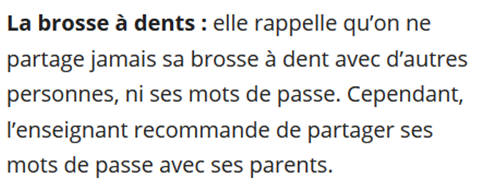 La brosse à dents : elle rappelle qu’on ne
partage jamais sa brosse à dent avec d’autres
personnes, ni ses mots de passe. Cependant,
l’enseignant recommande de partager ses
mots de passe avec ses parents.